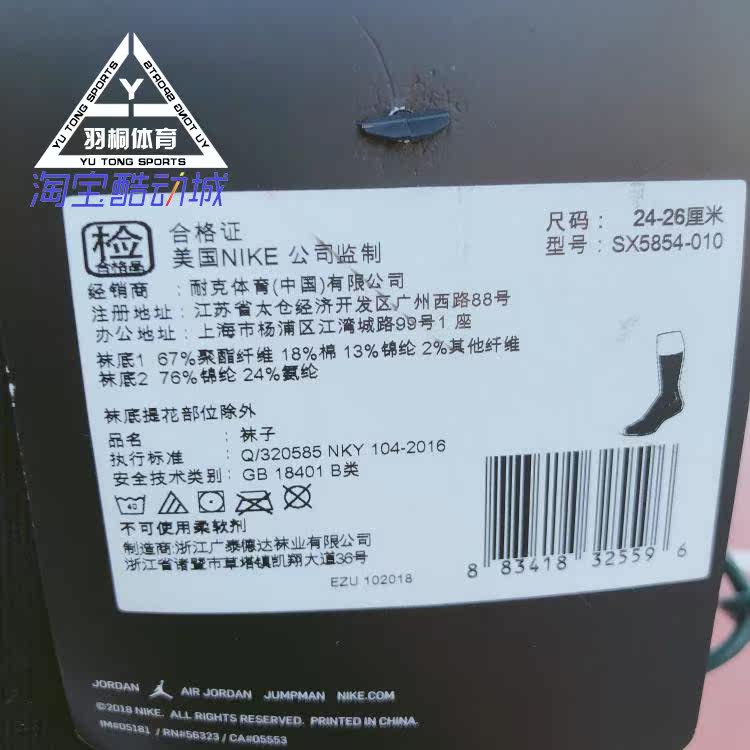 YU TONG SPORTS
YU TONG SPORTS
Y
羽桐体育
YU TONG SPORTS
淘宝酷动城
检
合格品
合格证
美国NIKE 公司监制
尺码： 24-26厘米
型号： SX5854-010
经销商 ：耐克体育(中国)有限公司
注册地址：江苏省太仓经济开发区广州西路88号
办公地址：上海市杨浦区江湾城路99号1 座
袜底1 67%聚酯纤维 18%棉 13%锦纶 2%其他纤维
袜底2 76%锦纶 24%氨纶
袜底提花部位除外
品名 ：袜子
执行标准 ：Q/320585 NKY 104-2016
安全技术类别：GB 18401 B类
40
不可使用柔软剂
制造商:浙江广泰德达袜业有限公司
浙江省诸暨市草塔镇凯翔大道36号
EZU 102018
8 83418 32559 6
JORDAN AIR JORDAN JUMPMAN NIKE.COM
©2018 NIKE. ALL RIGHTS RESERVED. PRINTED IN CHINA.
IM#05181 / RN#56323 / CA#05553